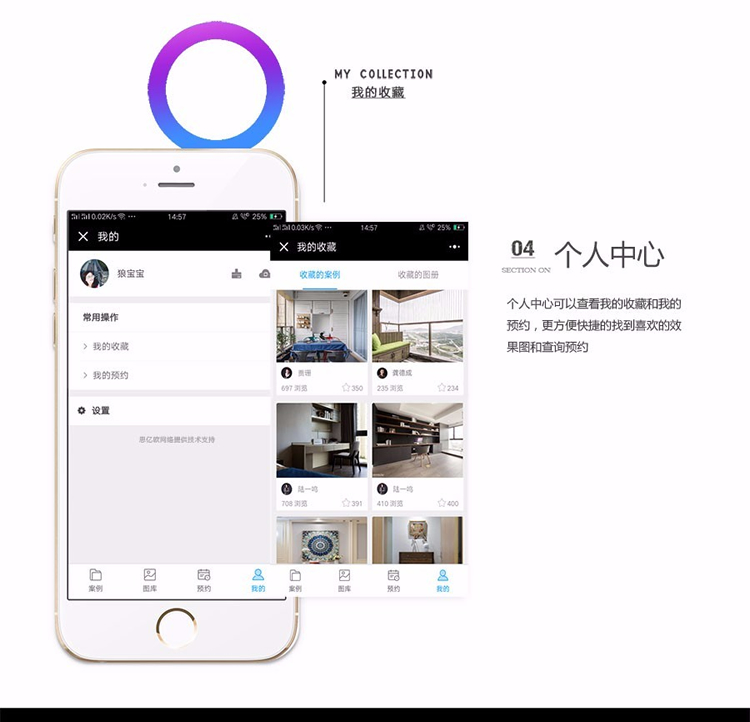 MY COLLECTION
我的收藏
0.02K/s
14:57
25%
我的
狼宝宝
常用操作
我的收藏
我的预约
设置
思亿欧网络提供技术支持
案例
图库
预约
我的
0.03K/s
14:57
25%
我的收藏
收藏的案例
收藏的图册
龚德成
697 浏览
350
235 浏览
234
陆一鸣
陆一鸣
708 浏览
391
410 浏览
400
案例
图库
预约
我的
04
SECTION ON
个人中心
个人中心可以查看我的收藏和我的
预约，更方便快捷的找到喜欢的效
果图和查询预约